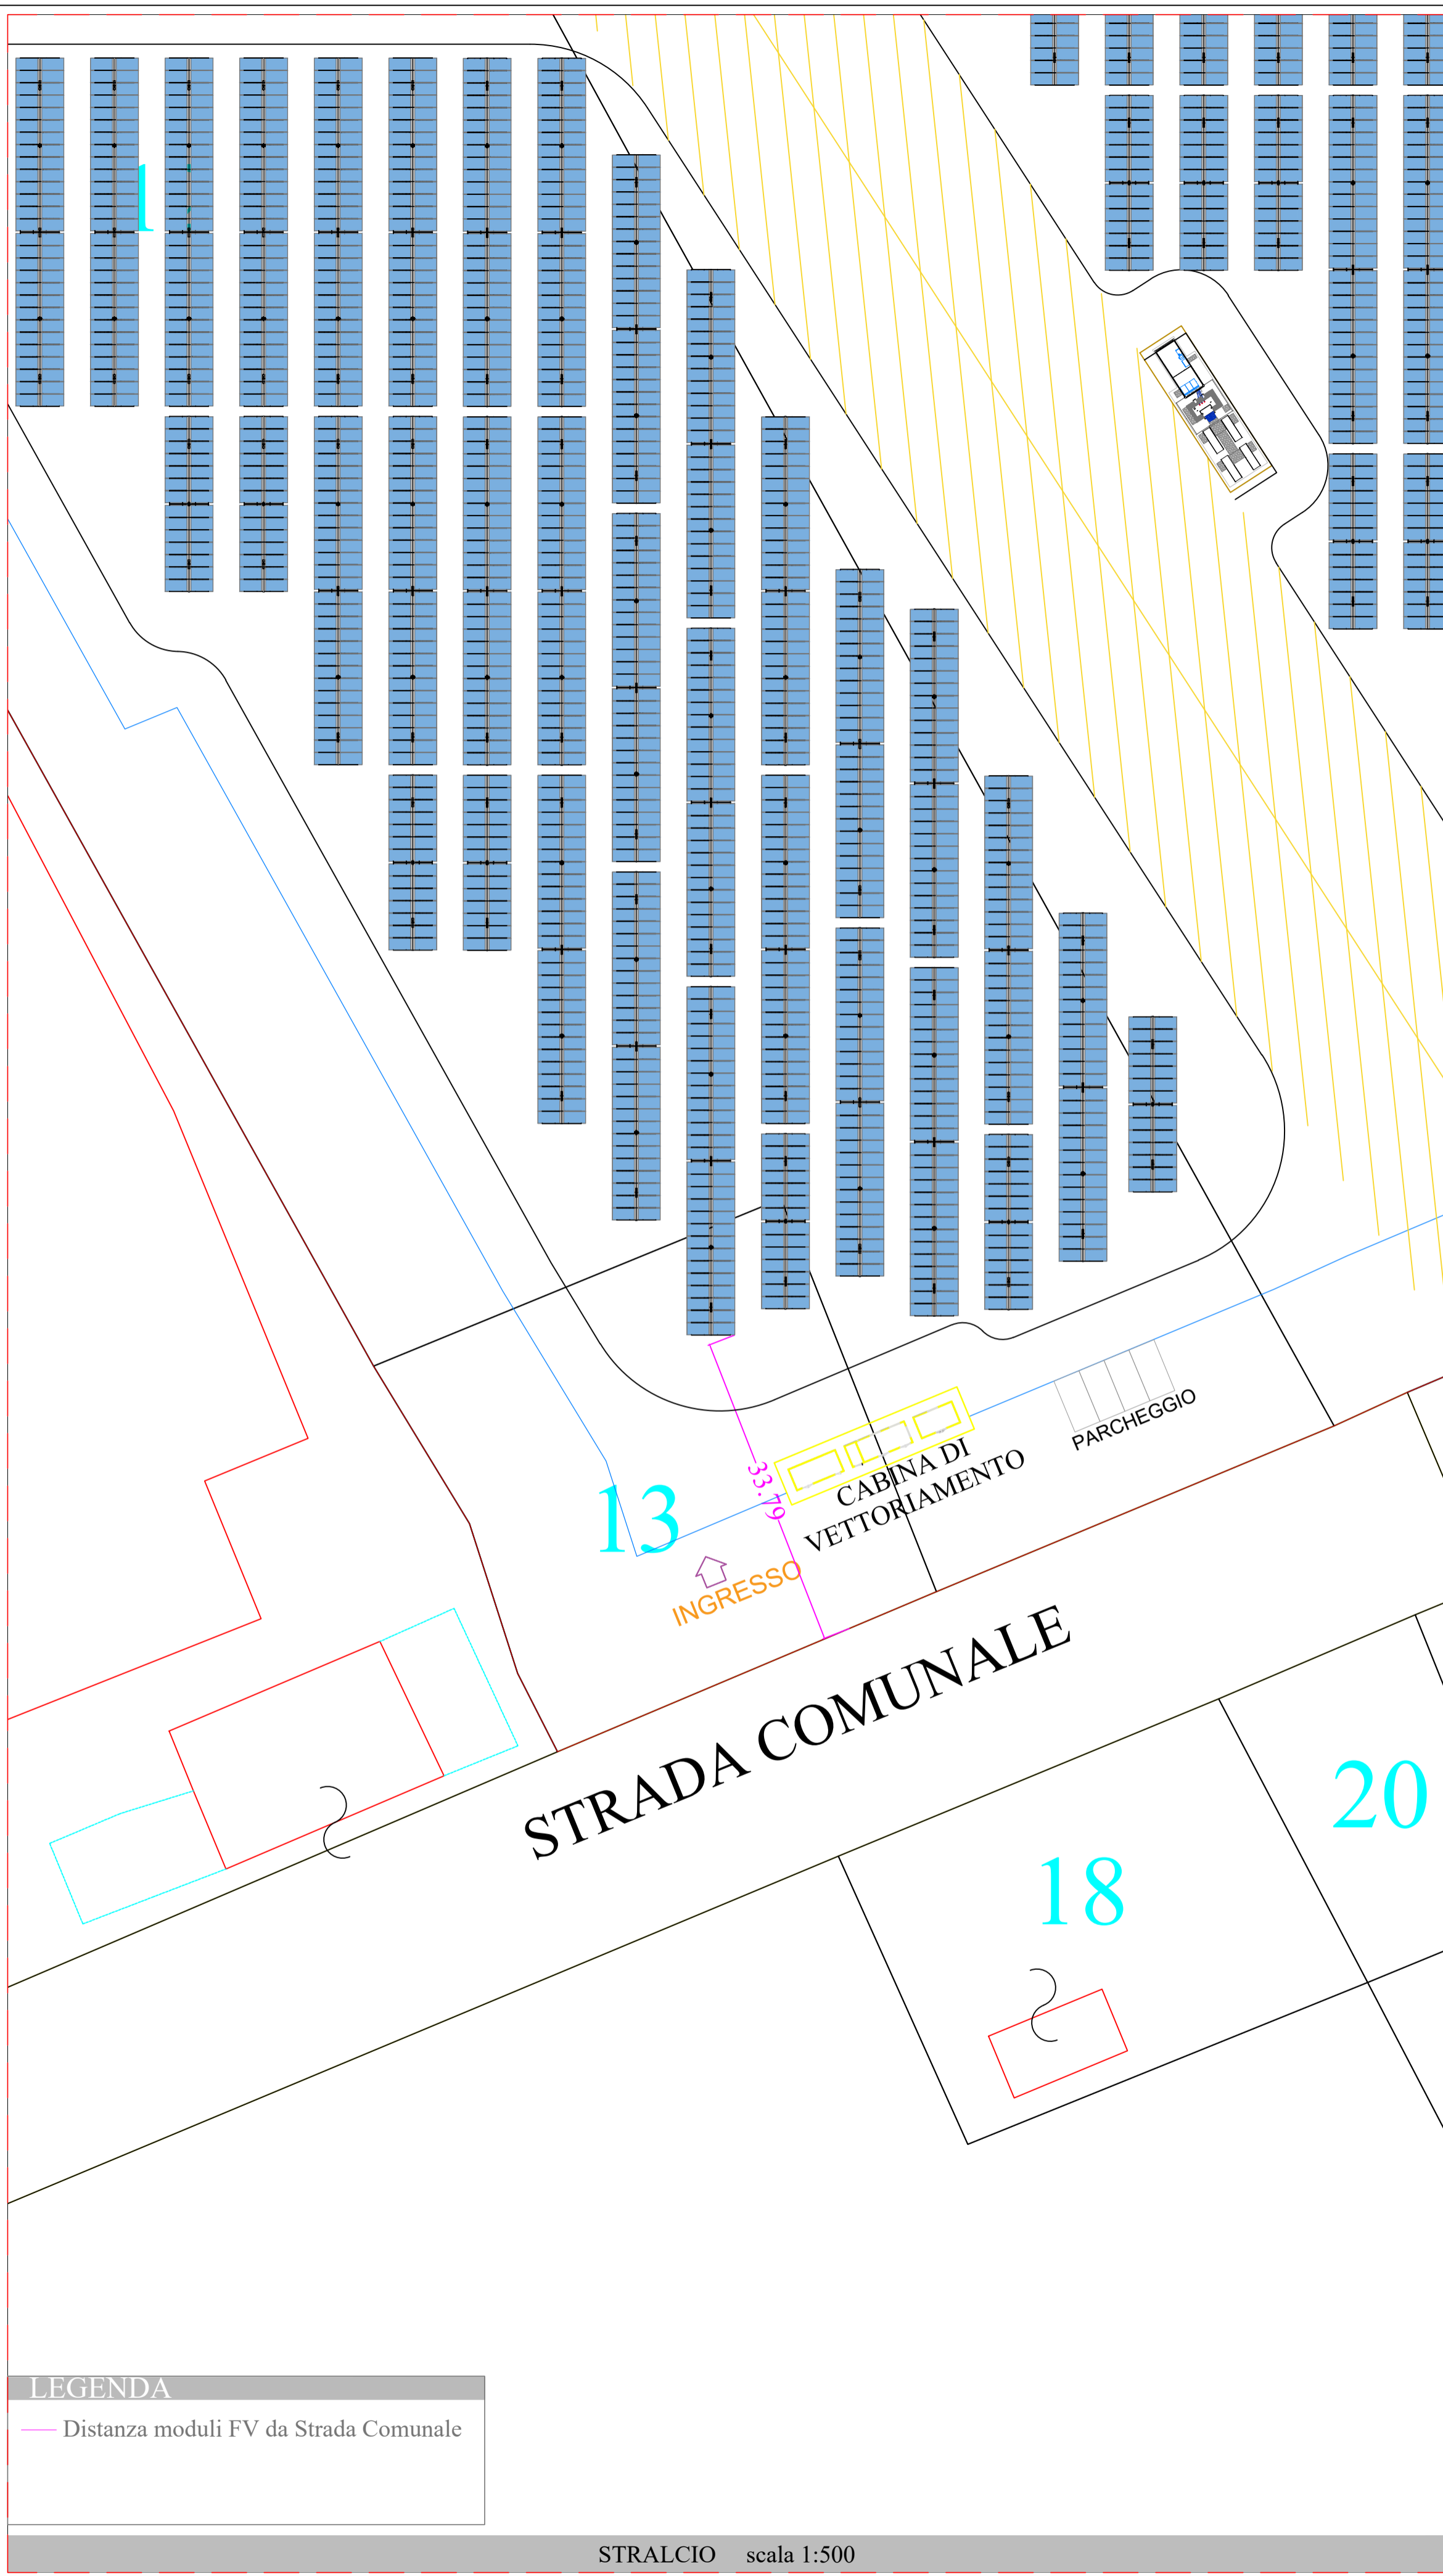 1
13
33.79
CABINA DI
VETTORIAMENTO
PARCHEGGIO
INGRESSO
STRADA COMUNALE
20
18
LEGENDA
Distanza moduli FV da Strada Comunale
STRALCIO scala 1:500